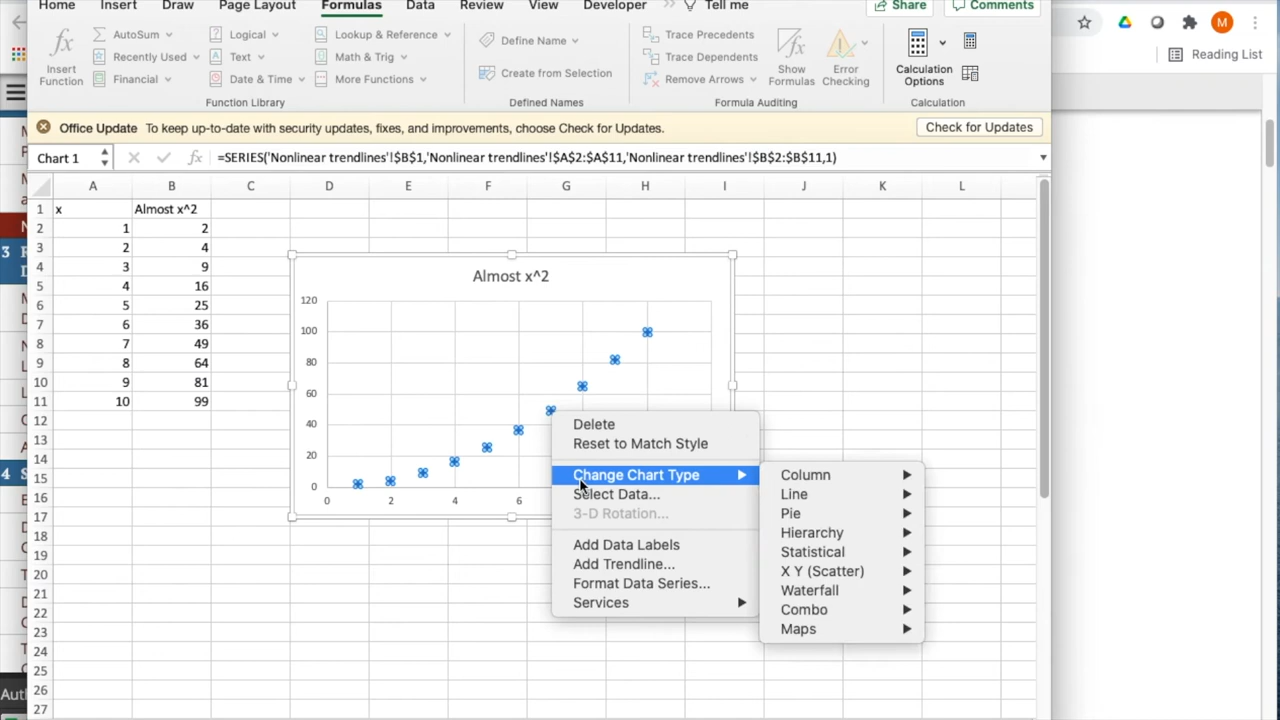 Home Insert Draw Page Layout Formulas Data Review View Developer >> Tell me Share Comments
Reading List
Insert Function
AutoSum
Recently Used
Financial
Logical
Text
Date & Time
Lookup & Reference
Math & Trig
More Functions
Function Library
Define Name
Create from Selection
Defined Names
Trace Precedents
Trace Dependents
Remove Arrows
Show Formulas
Error Checking
Formula Auditing
Calculation Options
Calculation
Office Update To keep up-to-date with security updates, fixes, and improvements, choose Check for Updates. Check for Updates
Chart 1 fx =SERIES('Nonlinear trendlines'!$B$1,'Nonlinear trendlines'!$A$2:$A$11,'Nonlinear trendlines'!$B$2:$B$11,1)
A B C D E F G H I J K L
1 x Almost x^2
2 1 2
3 2 4
4 3 9
5 4 16
6 5 25
7 6 36
8 7 49
9 8 64
10 9 81
11 10 99
12
13
14
15
16
17
18
19
20
21
22
23
24
25
26
27
Almost x^2
120
100
80
60
40
20
0
0 2 4 6
Delete
Reset to Match Style
Change Chart Type
Select Data...
3-D Rotation...
Add Data Labels
Add Trendline...
Format Data Series...
Services
Column
Line
Pie
Hierarchy
Statistical
X Y (Scatter)
Waterfall
Combo
Maps
M
3
4 S
Aut